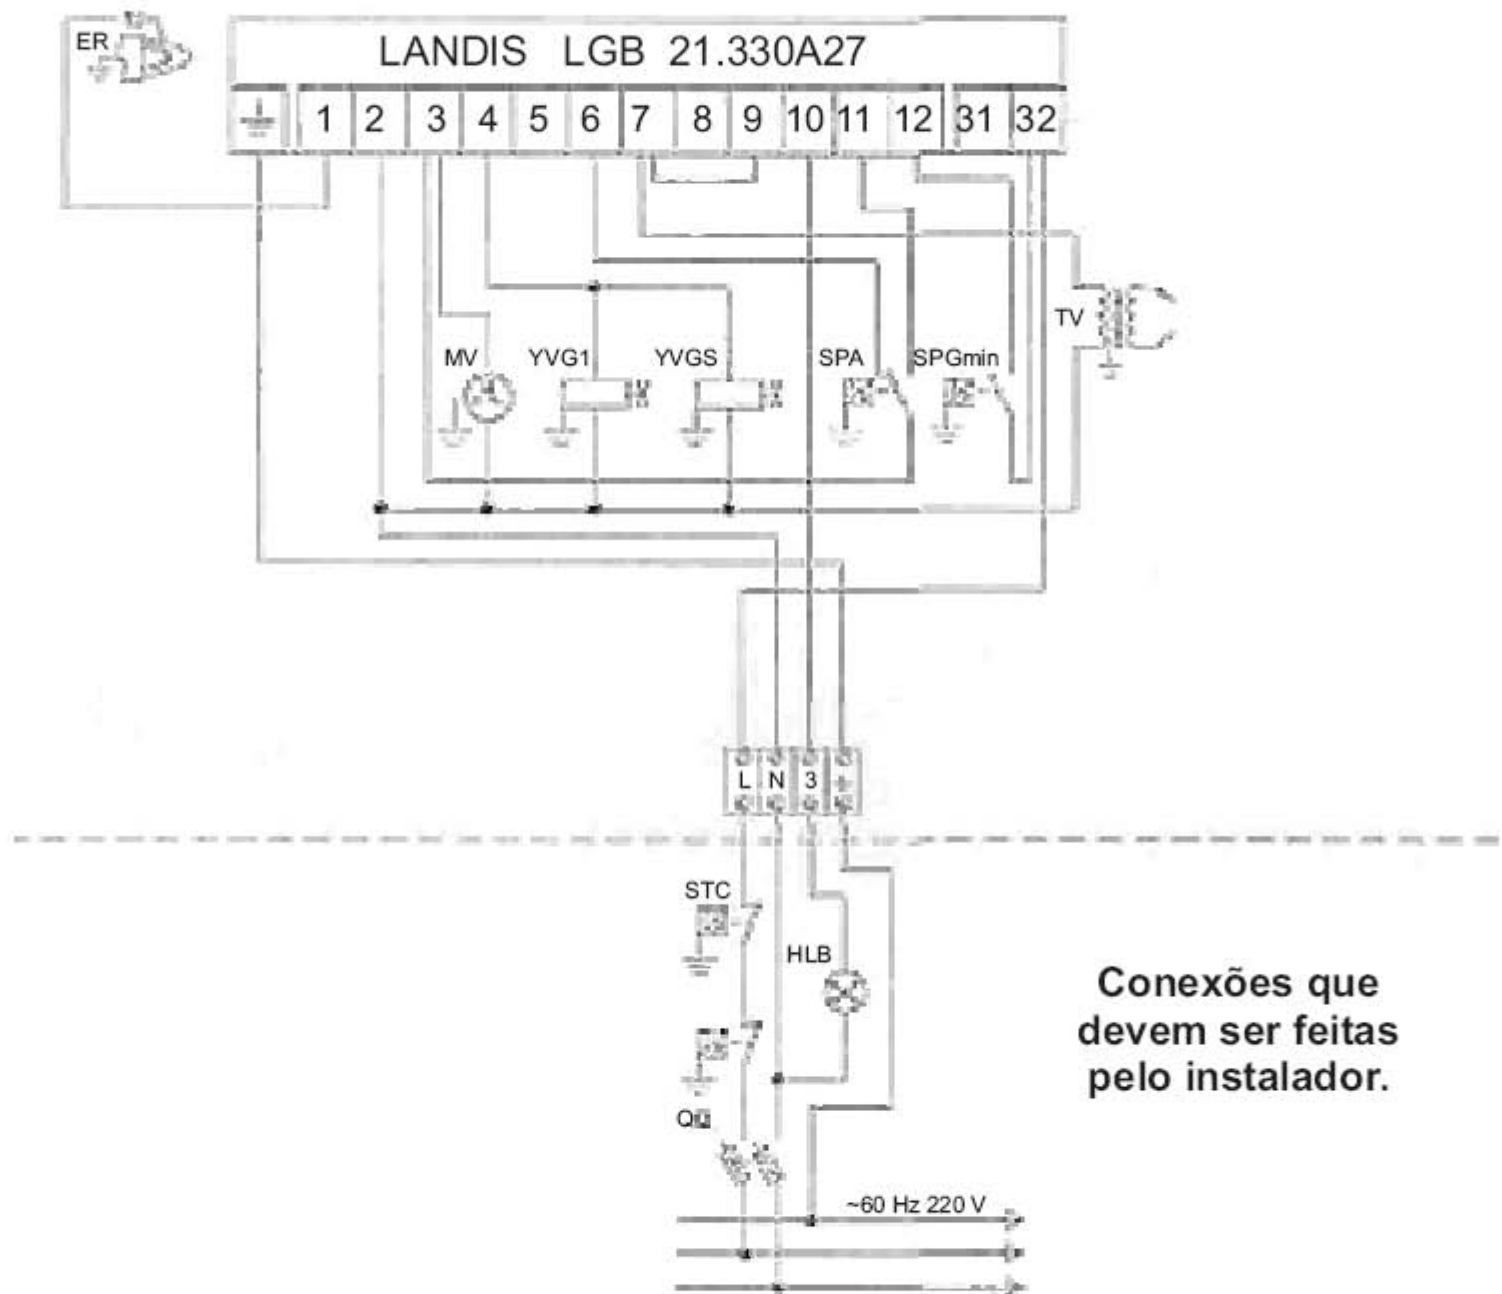 ER
LANDIS LGB 21.330A27
1 2 3 4 5 6 7 8 9 10 11 12 31 32
TV
MV YVG1 YVGS SPA SPGmin
L N 3
STC
HLB
Conexões que
devem ser feitas
pelo instalador.
~60 Hz 220 V